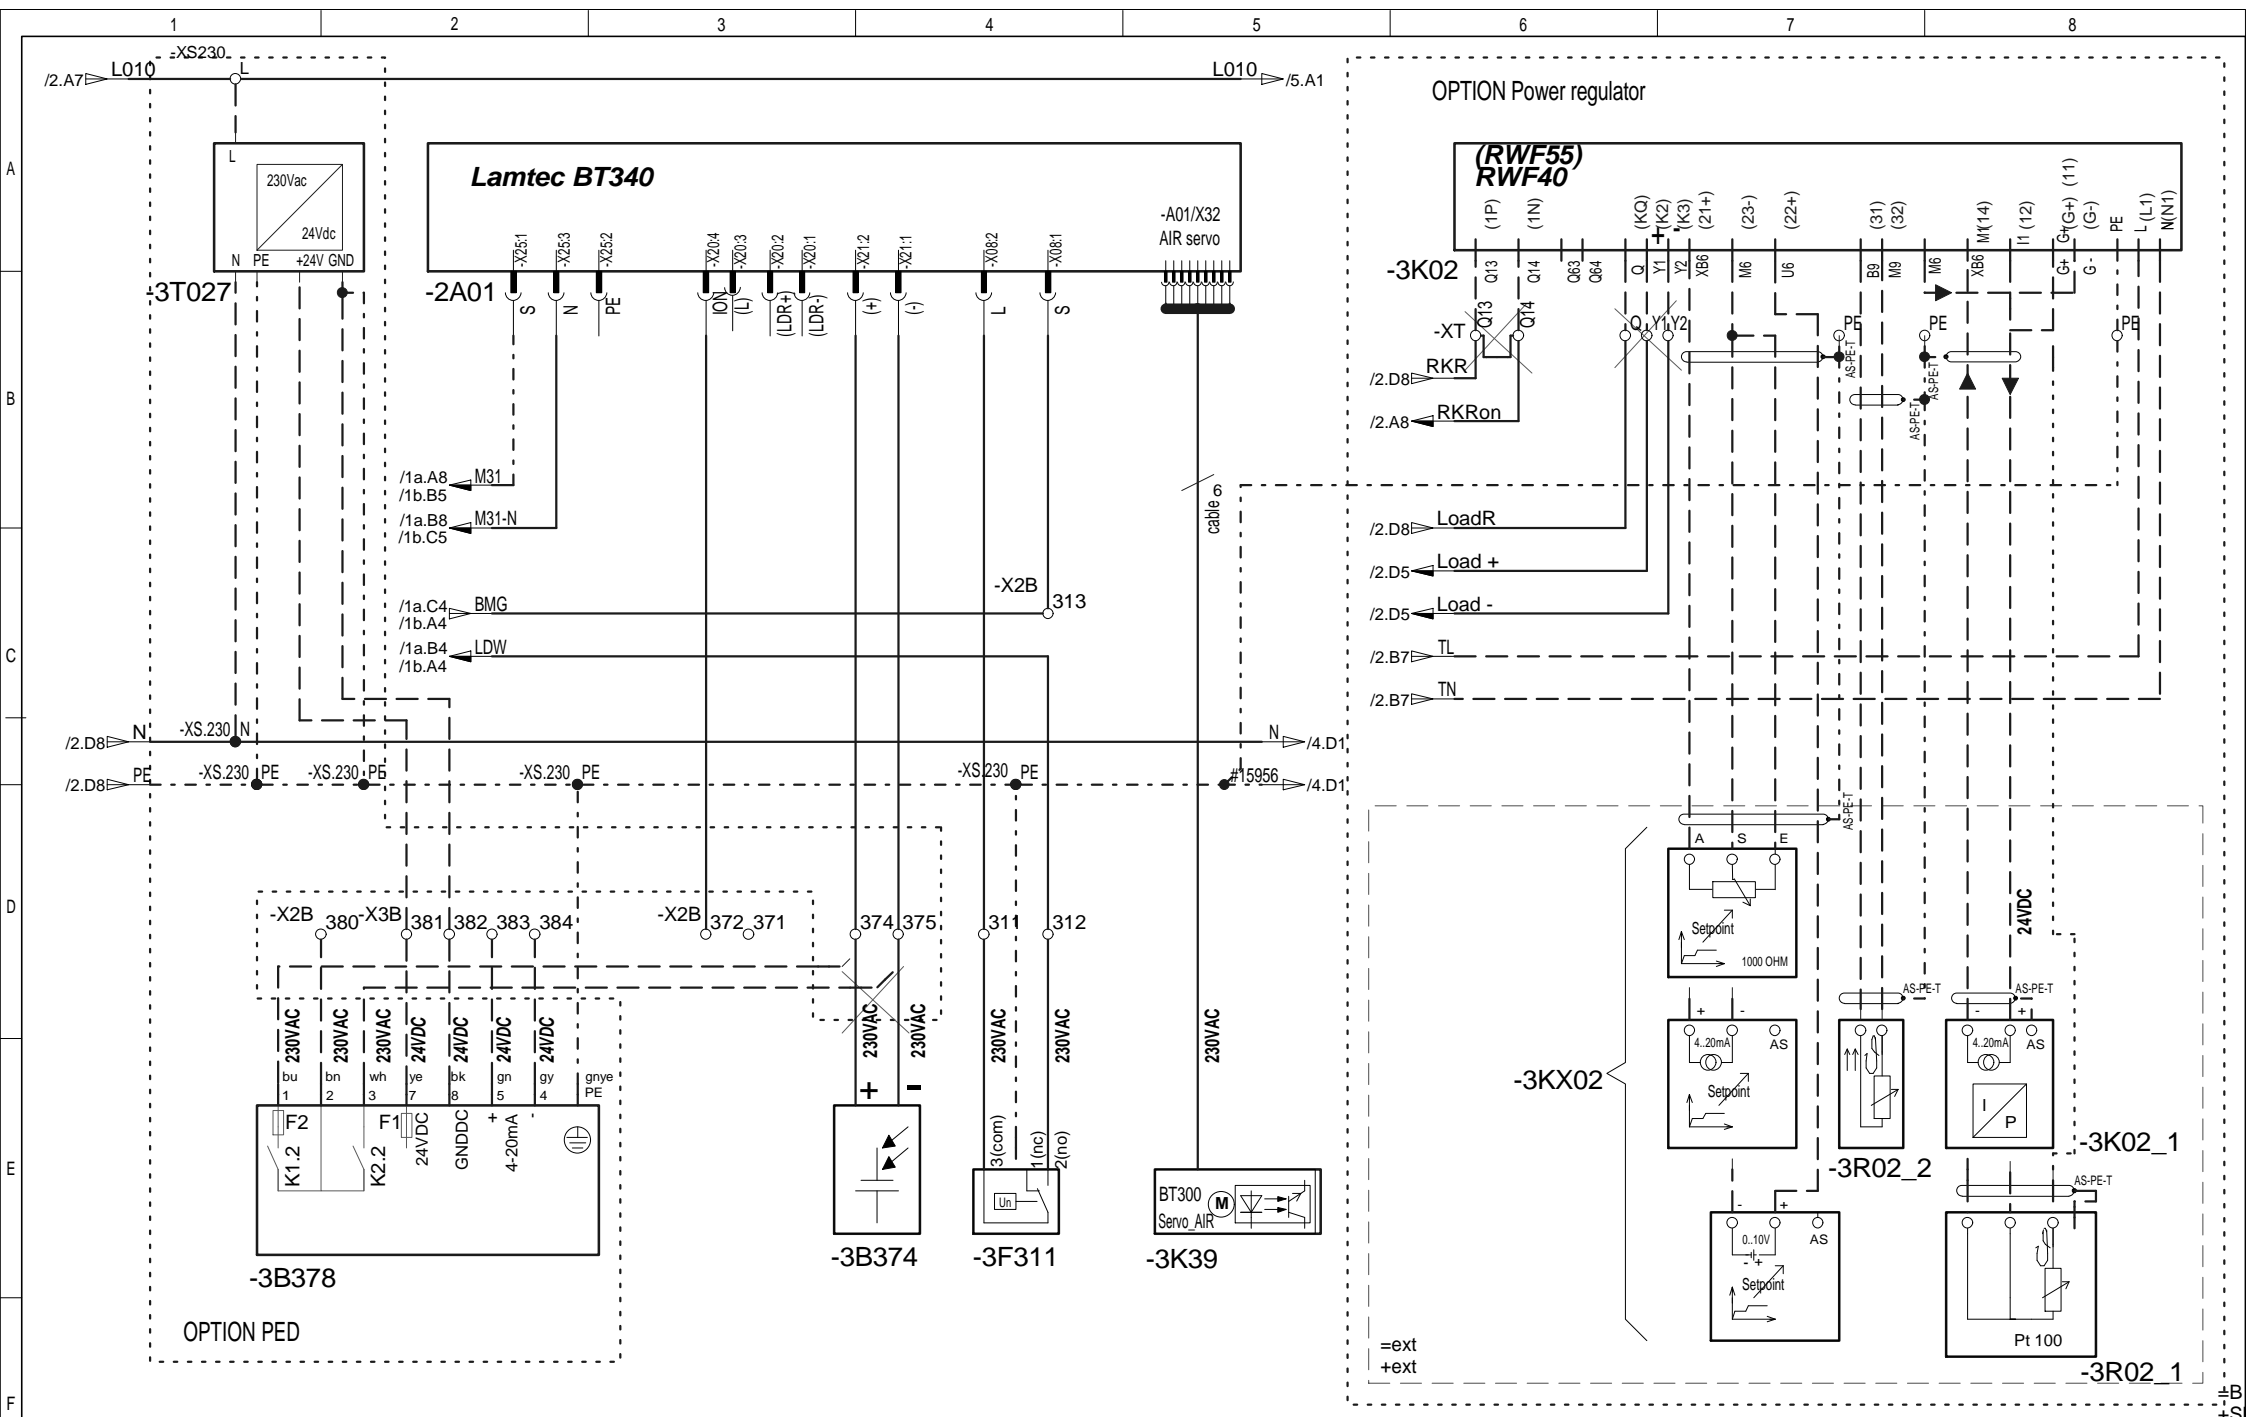 1 2 3 4 5 6 7 8
A
B
C
D
E
F
-XS230
L
/2.A7 L010
L010 /5.A1
L
230Vac
24Vdc
N PE +24V GND
-3T027
Lamtec BT340
-A01/X32
AIR servo
-X25:1
-X25:3
-X25:2
-X20:4
-X20:3
-X20:2
-X20:1
-X21:2
-X21:1
-X08:2
-X08:1
-2A01
S
N
PE
ION
(L)
(LDR+)
(LDR-)
(+)
(-)
L
S
/1a.A8 M31
/1b.B5
/1a.B8 M31-N
/1b.C5
cable 6
-X2B
313
/1a.C4 BMG
/1b.A4
/1a.B4 LDW
/1b.A4
/2.D8 N
-XS.230 N
N /4.D1
/2.D8 PE
-XS.230 PE
-XS.230 PE
-XS.230 PE
-XS.230 PE
#15956 /4.D1
-X2B 380
-X3B 381 382 383 384
-X2B 372 371
374 375 311 312
230VAC
230VAC
230VAC
24VDC
24VDC
24VDC
24VDC
230VAC
230VAC
230VAC
230VAC
230VAC
bu bn wh ye bk gn gy gnye
1 2 3 7 8 5 4 PE
F2
K1.2
K2.2
F1
24VDC
GNDDC
+ -
4-20mA
-3B378
OPTION PED
+ -
-3B374
3(com)
1(nc)
2(no)
Un
-3F311
BT300
Servo_AIR
M
-3K39
OPTION Power regulator
(RWF55)
RWF40
(1P)
(1N)
(KQ)
(K2)
(K3)
(21+)
(23-)
(22+)
(31)
(32)
M1(14)
I1 (12)
G+(G+) (11)
(G-)
PE
L (L1)
N(N1)
+ -
-3K02
Q13
Q14
Q63
Q64
Q
Y1
Y2
XB6
M6
U6
B9
M9
M6
XB6
G+
G-
-XT
Q13
Q14
Q Y1 Y2
PE
PE
PE
AS-PE-T
AS-PE-T
AS-PE-T
/2.D8 RKR
/2.A8 RKRon
/2.D8 LoadR
/2.D5 Load +
/2.D5 Load -
/2.B7 TL
/2.B7 TN
AS-PE-T
A S E
Setpoint
1000 OHM
24VDC
AS-PE-T
AS-PE-T
+ -
4..20mA AS
Setpoint
-3KX02
-3R02_2
- +
4..20mA AS
I
P
-3K02_1
AS-PE-T
- +
0..10V AS
- +
Setpoint
Pt 100
-3R02_1
=ext
+ext
=B